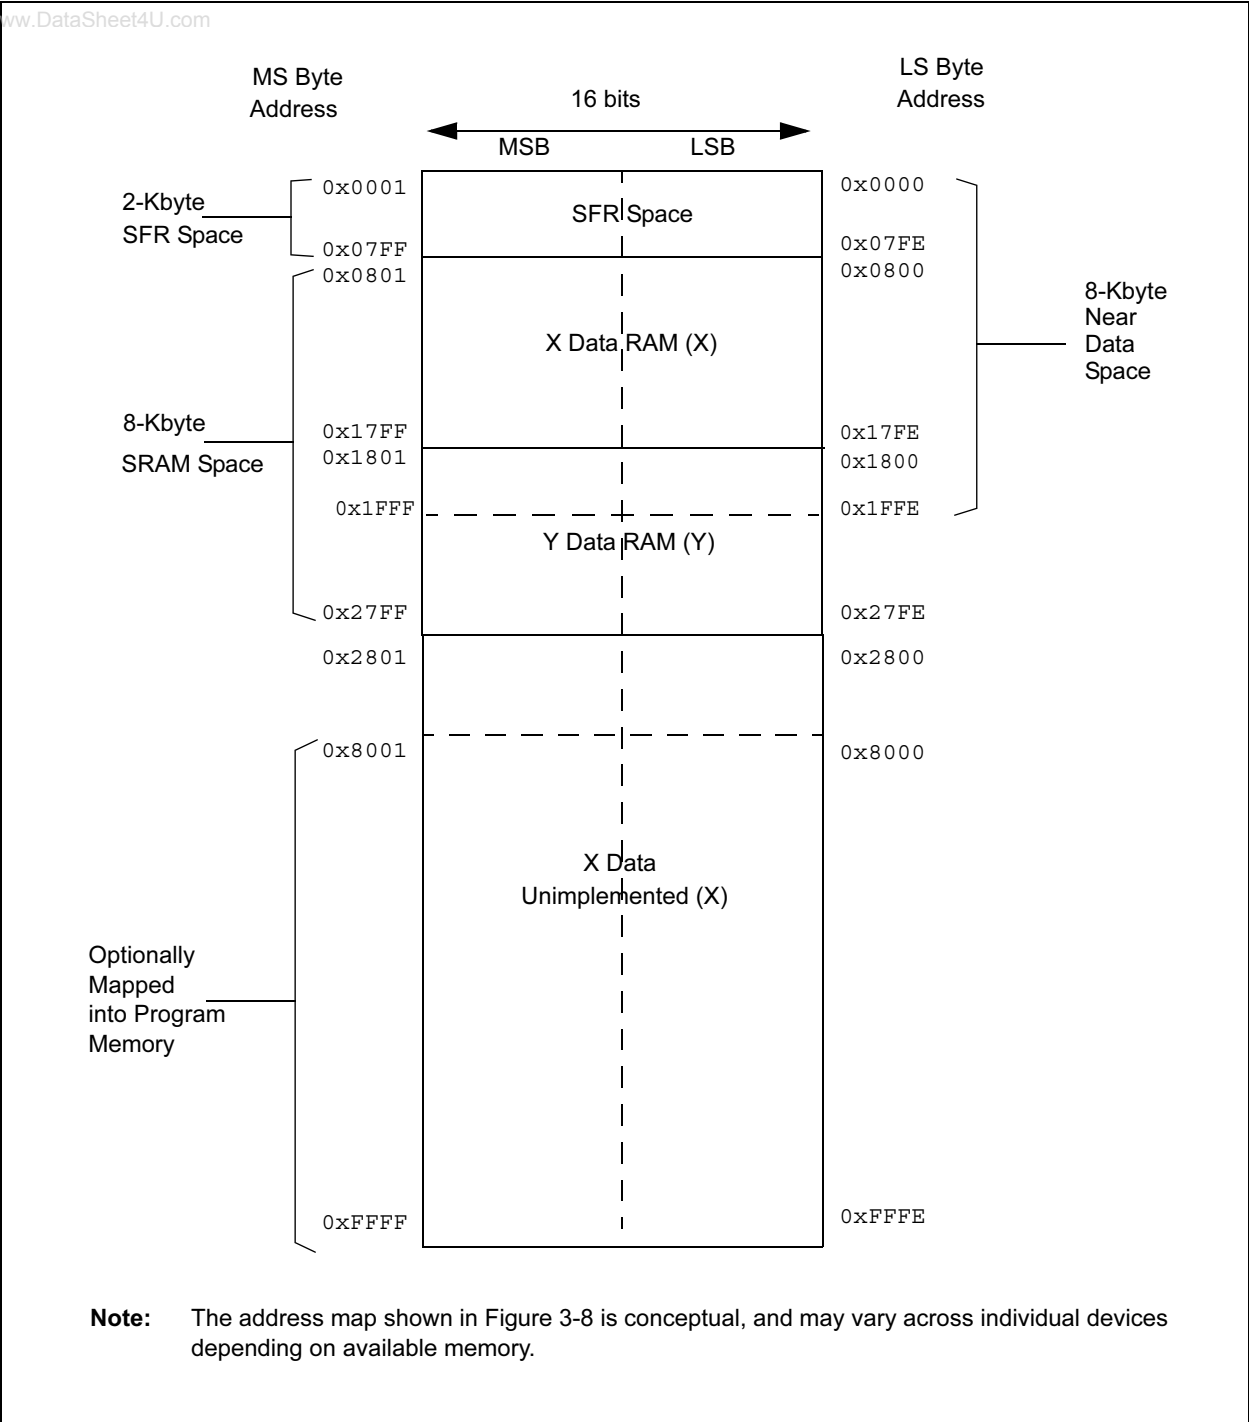 ww.DataSheet4U.com
MS Byte
Address
16 bits
LS Byte
Address
MSB
LSB
2-Kbyte
SFR Space
0x0001
SFR Space
0x0000
0x07FF
0x07FE
0x0801
0x0800
8-Kbyte
Near
Data
Space
X Data RAM (X)
8-Kbyte
SRAM Space
0x17FF
0x17FE
0x1801
0x1800
0x1FFF
0x1FFE
Y Data RAM (Y)
0x27FF
0x27FE
0x2801
0x2800
0x8001
0x8000
X Data
Unimplemented (X)
Optionally
Mapped
into Program
Memory
0xFFFF
0xFFFE
Note: The address map shown in Figure 3-8 is conceptual, and may vary across individual devices
depending on available memory.